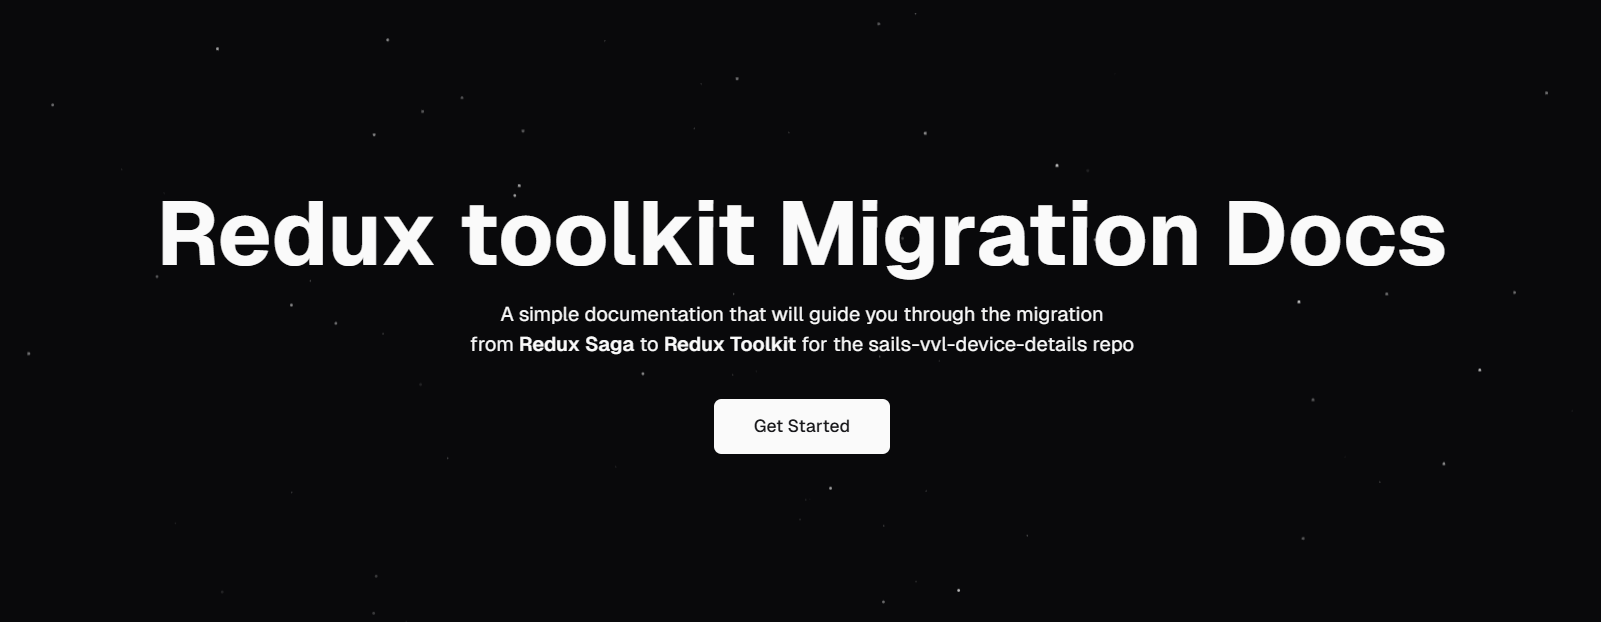 Redux toolkit Migration Docs
A simple documentation that will guide you through the migration
from Redux Saga to Redux Toolkit for the sails-vvl-device-details repo
Get Started